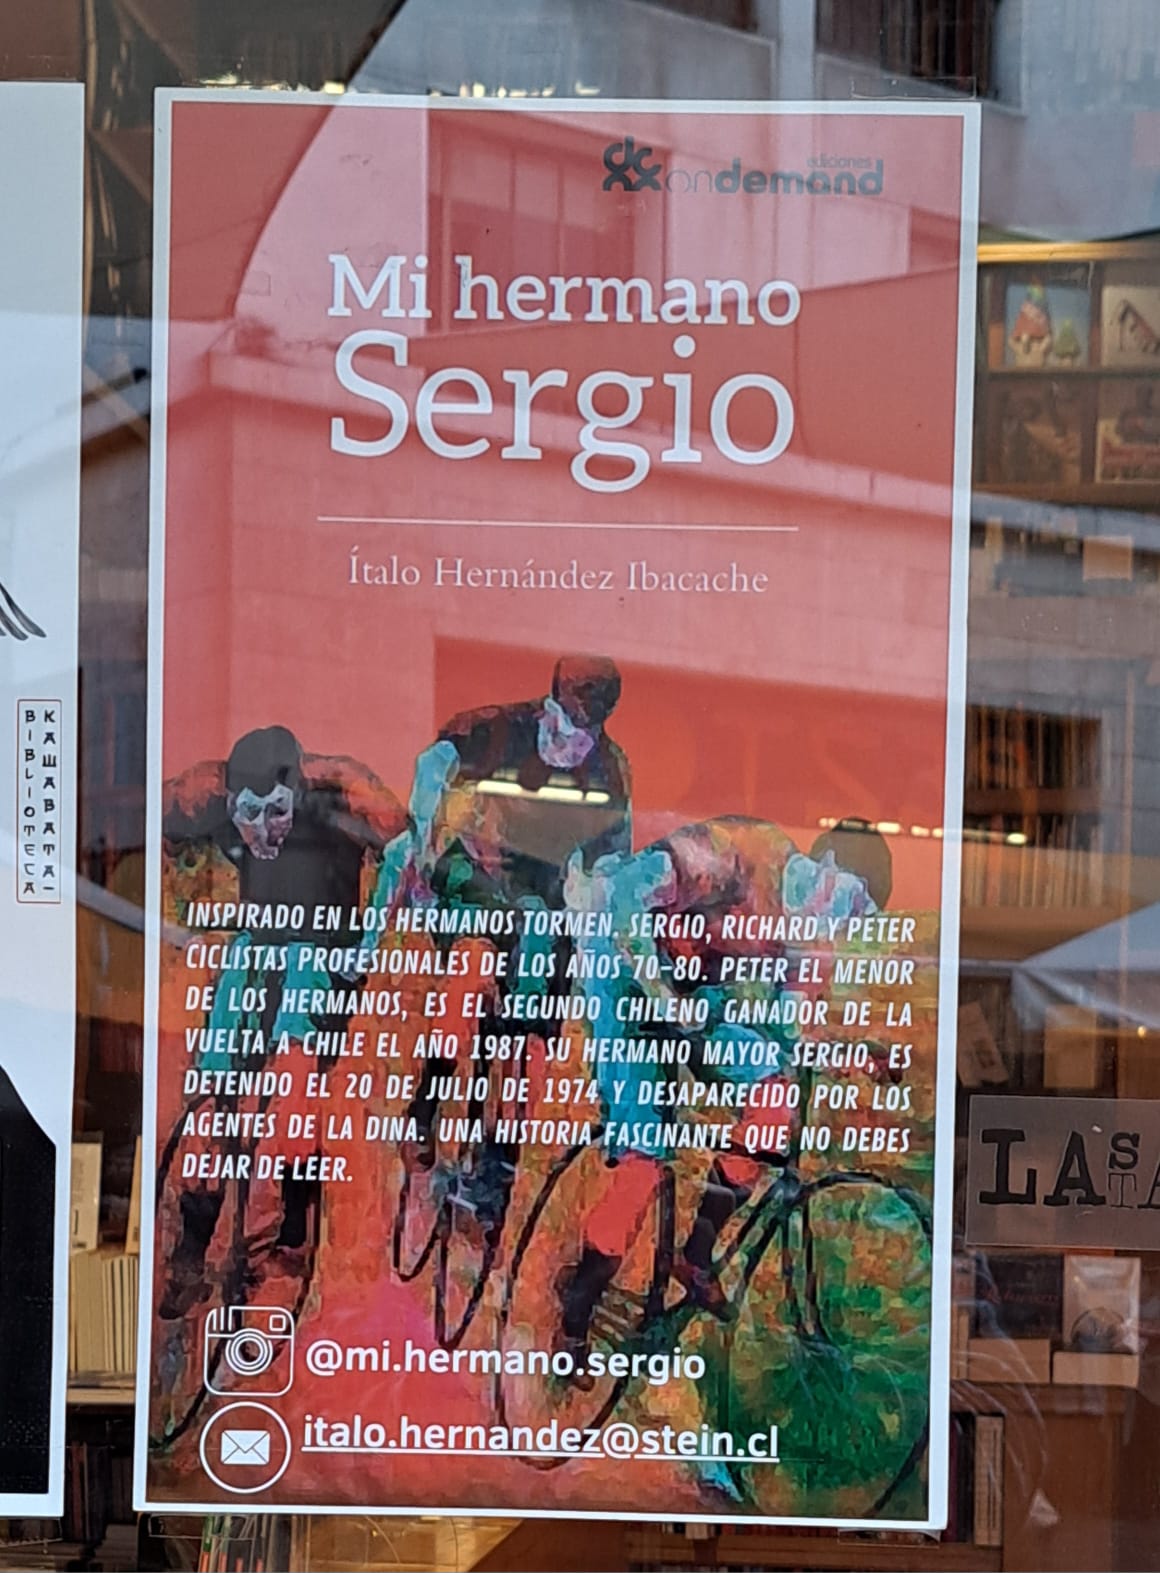 ediciones
ondemand
Mi hermano
Sergio
Ítalo Hernández Ibacache
INSPIRADO EN LOS HERMANOS TORMEN. SERGIO, RICHARD Y PETER
CICLISTAS PROFESIONALES DE LOS AÑOS 70-80. PETER EL MENOR
DE LOS HERMANOS, ES EL SEGUNDO CHILENO GANADOR DE LA
VUELTA A CHILE EL AÑO 1987. SU HERMANO MAYOR SERGIO, ES
DETENIDO EL 20 DE JULIO DE 1974 Y DESAPARECIDO POR LOS
AGENTES DE LA DINA. UNA HISTORIA FASCINANTE QUE NO DEBES
DEJAR DE LEER.
@mi.hermano.sergio
italo.hernandez@stein.cl
BIBLIOTECA
LAS